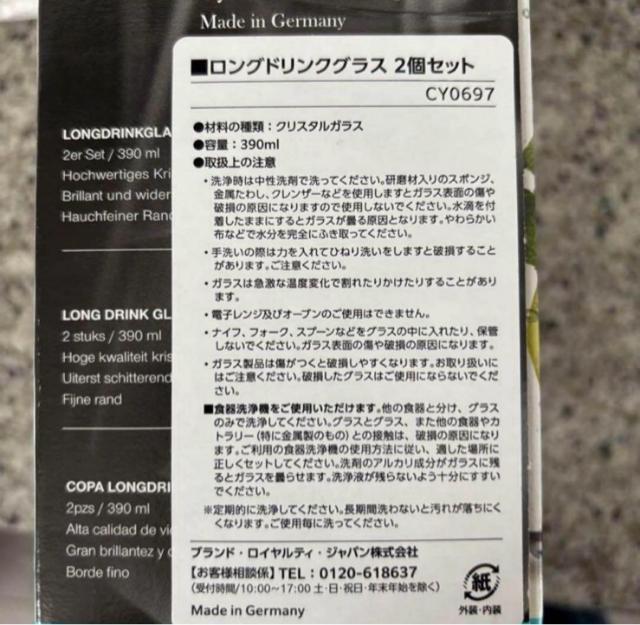 Made in Germany
LONGDRINKGLA
2er Set / 390 ml
Hochwertiges Kri
Brillant und wider
Hauchfeiner Ran
LONG DRINK GL
2 stuks / 390 ml
Hoge kwaliteit kris
Uiterst schitterend
Fijne rand
COPA LONGDRI
2pzs / 390 ml
Alta calidad de vi
Gran brillantez y
Borde fino
■ロングドリンクグラス 2個セット
CY0697
●材料の種類：クリスタルガラス
●容量：390ml
●取扱上の注意
・洗浄時は中性洗剤で洗ってください。研磨材入りのスポンジ、
金属たわし、クレンザーなどを使用しますとガラス表面の傷や
破損の原因になりますので使用しないでください。水滴を付
着したままにするとガラスが曇る原因となります。やわらかい
布などで水分を完全にふき取ってください。
・手洗いの際は力を入れてひねり洗いをしますと破損すること
があります。ご注意ください。
・ガラスは急激な温度変化で割れたりかけたりすることがあり
ます。
・電子レンジ及びオーブンのご使用はできません。
・ナイフ、フォーク、スプーンなどをグラスの中に入れたり、保管
しないでください。ガラス表面の傷や破損の原因になります。
・ガラス製品は傷がつくと破損しやすくなります。お取り扱いに
はご注意ください。破損したグラスはご使用にならないでくだ
さい。
■食器洗浄機をご使用いただけます。他の食器と分け、グラス
のみで洗浄してください。グラスとグラス、また他の食器やカ
トラリー（特に金属製のもの）との接触は、破損の原因になり
ます。ご利用の食器洗浄機の使用方法に従い、適した場所に
正しくセットしてください。洗剤のアルカリ成分がガラスに残
るとガラスを曇らせます。洗浄液が残らないよう十分にすすい
でください。
※定期的に洗浄してください。長期間洗わないと汚れが落ちにく
くなります。ご使用毎に洗ってください。
ブランド・ロイヤルティ・ジャパン株式会社
【お客様相談係】TEL：0120-618637
（受付時間/10:00~17:00 土・日・祝日・年末年始を除く）
Made in Germany
紙
外装・内装